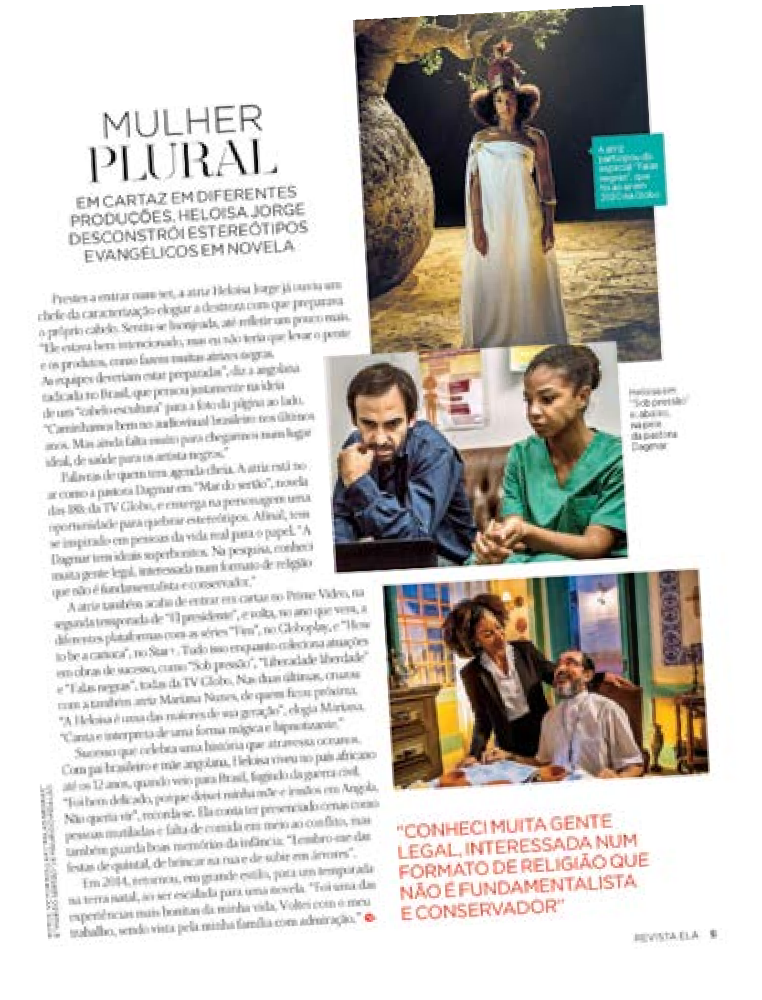 MULHER
PLURAL
EM CARTAZ EM DIFERENTES
PRODUÇÕES, HELOISA JORGE
DESCONSTRÓI ESTEREÓTIPOS
EVANGÉLICOS EM NOVELA
Prestes a entrar num set, a atriz Heloisa Jorge já ouviu um
chefe da caracterização elogiar a destreza com que preparava
o próprio cabelo. Sentiu-se lisonjeada, até refletir um pouco mais.
"Ele estava bem intencionado, mas eu não teria que levar o pente
e os produtos, como fazem muitas atrizes negras.
As equipes deveriam estar preparadas", diz a angolana
radicada no Brasil, que pensou justamente na ideia
de um "cabelo escultura" para a foto da página ao lado.
"Caminhamos bem no audiovisual brasileiro nos últimos
anos. Mas ainda falta muito para chegarmos num lugar
ideal, de saúde para os artista negros."
Palavras de quem tem agenda cheia. A atriz está no
ar como a pastora Dagmar em "Mar do sertão", novela
das 18h da TV Globo, e enxerga na personagem uma
oportunidade para quebrar estereótipos. Afinal, tem
se inspirado em pessoas da vida real para o papel. "A
Dagmar tem ideais superbonitos. Na pesquisa, conheci
muita gente legal, interessada num formato de religião
que não é fundamentalista e conservador."
A atriz também acaba de entrar em cartaz no Prime Video, na
segunda temporada de "El presidente", e volta, no ano que vem, a
diferentes plataformas com as séries "Fim", no Globoplay, e "How
to be a carioca", no Star+. Tudo isso enquanto coleciona atuações
em obras de sucesso, como "Sob pressão", "Liberdade liberdade"
e "Falas negras", todas da TV Globo. Nas duas últimas, cruzou
com a também atriz Mariana Nunes, de quem ficou próxima.
"A Heloisa é uma das maiores de sua geração", elogia Mariana.
"Canta e interpreta de uma forma mágica e hipnotizante."
Sucesso que celebra uma história que atravessa oceanos.
Com pai brasileiro e mãe angolana, Heloisa viveu no país africano
até os 12 anos, quando veio para Brasil, fugindo da guerra civil.
"Foi bem delicado, porque deixei minha mãe e irmãos em Angola.
Não queria vir", recorda-se. Ela conta ter presenciado cenas como
pessoas mutiladas e falta de comida em meio ao conflito, mas
também guarda boas memórias da infância: "Lembro-me das
festas de quintal, de brincar na rua e de subir em árvores".
Em 2014, retornou, em grande estilo, para um temporada
na terra natal, ao ser escalada para uma novela. "Foi uma das
experiências mais bonitas da minha vida. Voltei com o meu
trabalho, sendo vista pela minha família com admiração."
A atriz
participou do
especial "Falas
negras", que
foi ao ar em
2020 na Globo
Heloisa em
"Sob pressão"
e, abaixo,
na pele
da pastora
Dagmar
"CONHECI MUITA GENTE
LEGAL, INTERESSADA NUM
FORMATO DE RELIGIÃO QUE
NÃO É FUNDAMENTALISTA
E CONSERVADOR"
REVISTA ELA